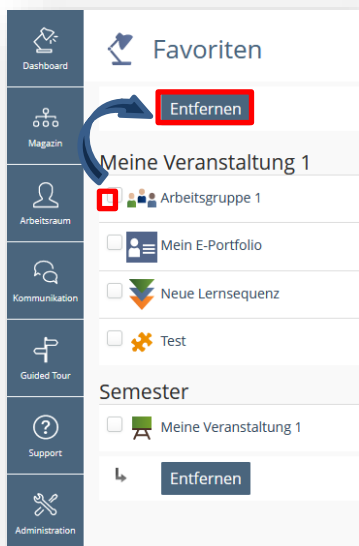 Dashboard
Magazin
Arbeitsraum
Kommunikation
Guided Tour
Support
Administration
Favoriten
Entfernen
Meine Veranstaltung 1
Arbeitsgruppe 1
Mein E-Portfolio
Neue Lernsequenz
Test
Semester
Meine Veranstaltung 1
Entfernen